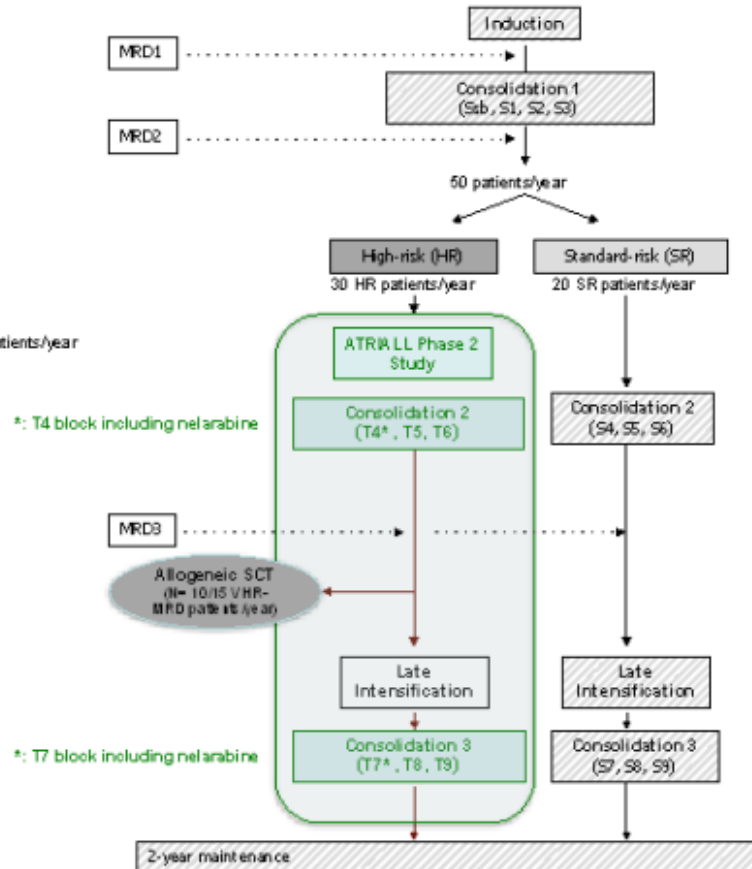 Induction
MRD1
Consolidation 1
(Ssb, S1, S2, S3)
MRD2
50 patients/year
High-risk (HR)
Standard-risk (SR)
30 HR patients/year
20 SR patients/year
patients/year
ATRIALL Phase 2
Study
*: T4 block including nelarabine
Consolidation 2
(T4*, T5, T6)
Consolidation 2
(S4, S5, S6)
MRD3
Allogeneic SCT
(N= 10/15 VHR-
MRD patients/year)
Late
Intensification
Late
Intensification
*: T7 block including nelarabine
Consolidation 3
(T7*, T8, T9)
Consolidation 3
(S7, S8, S9)
2-year maintenance